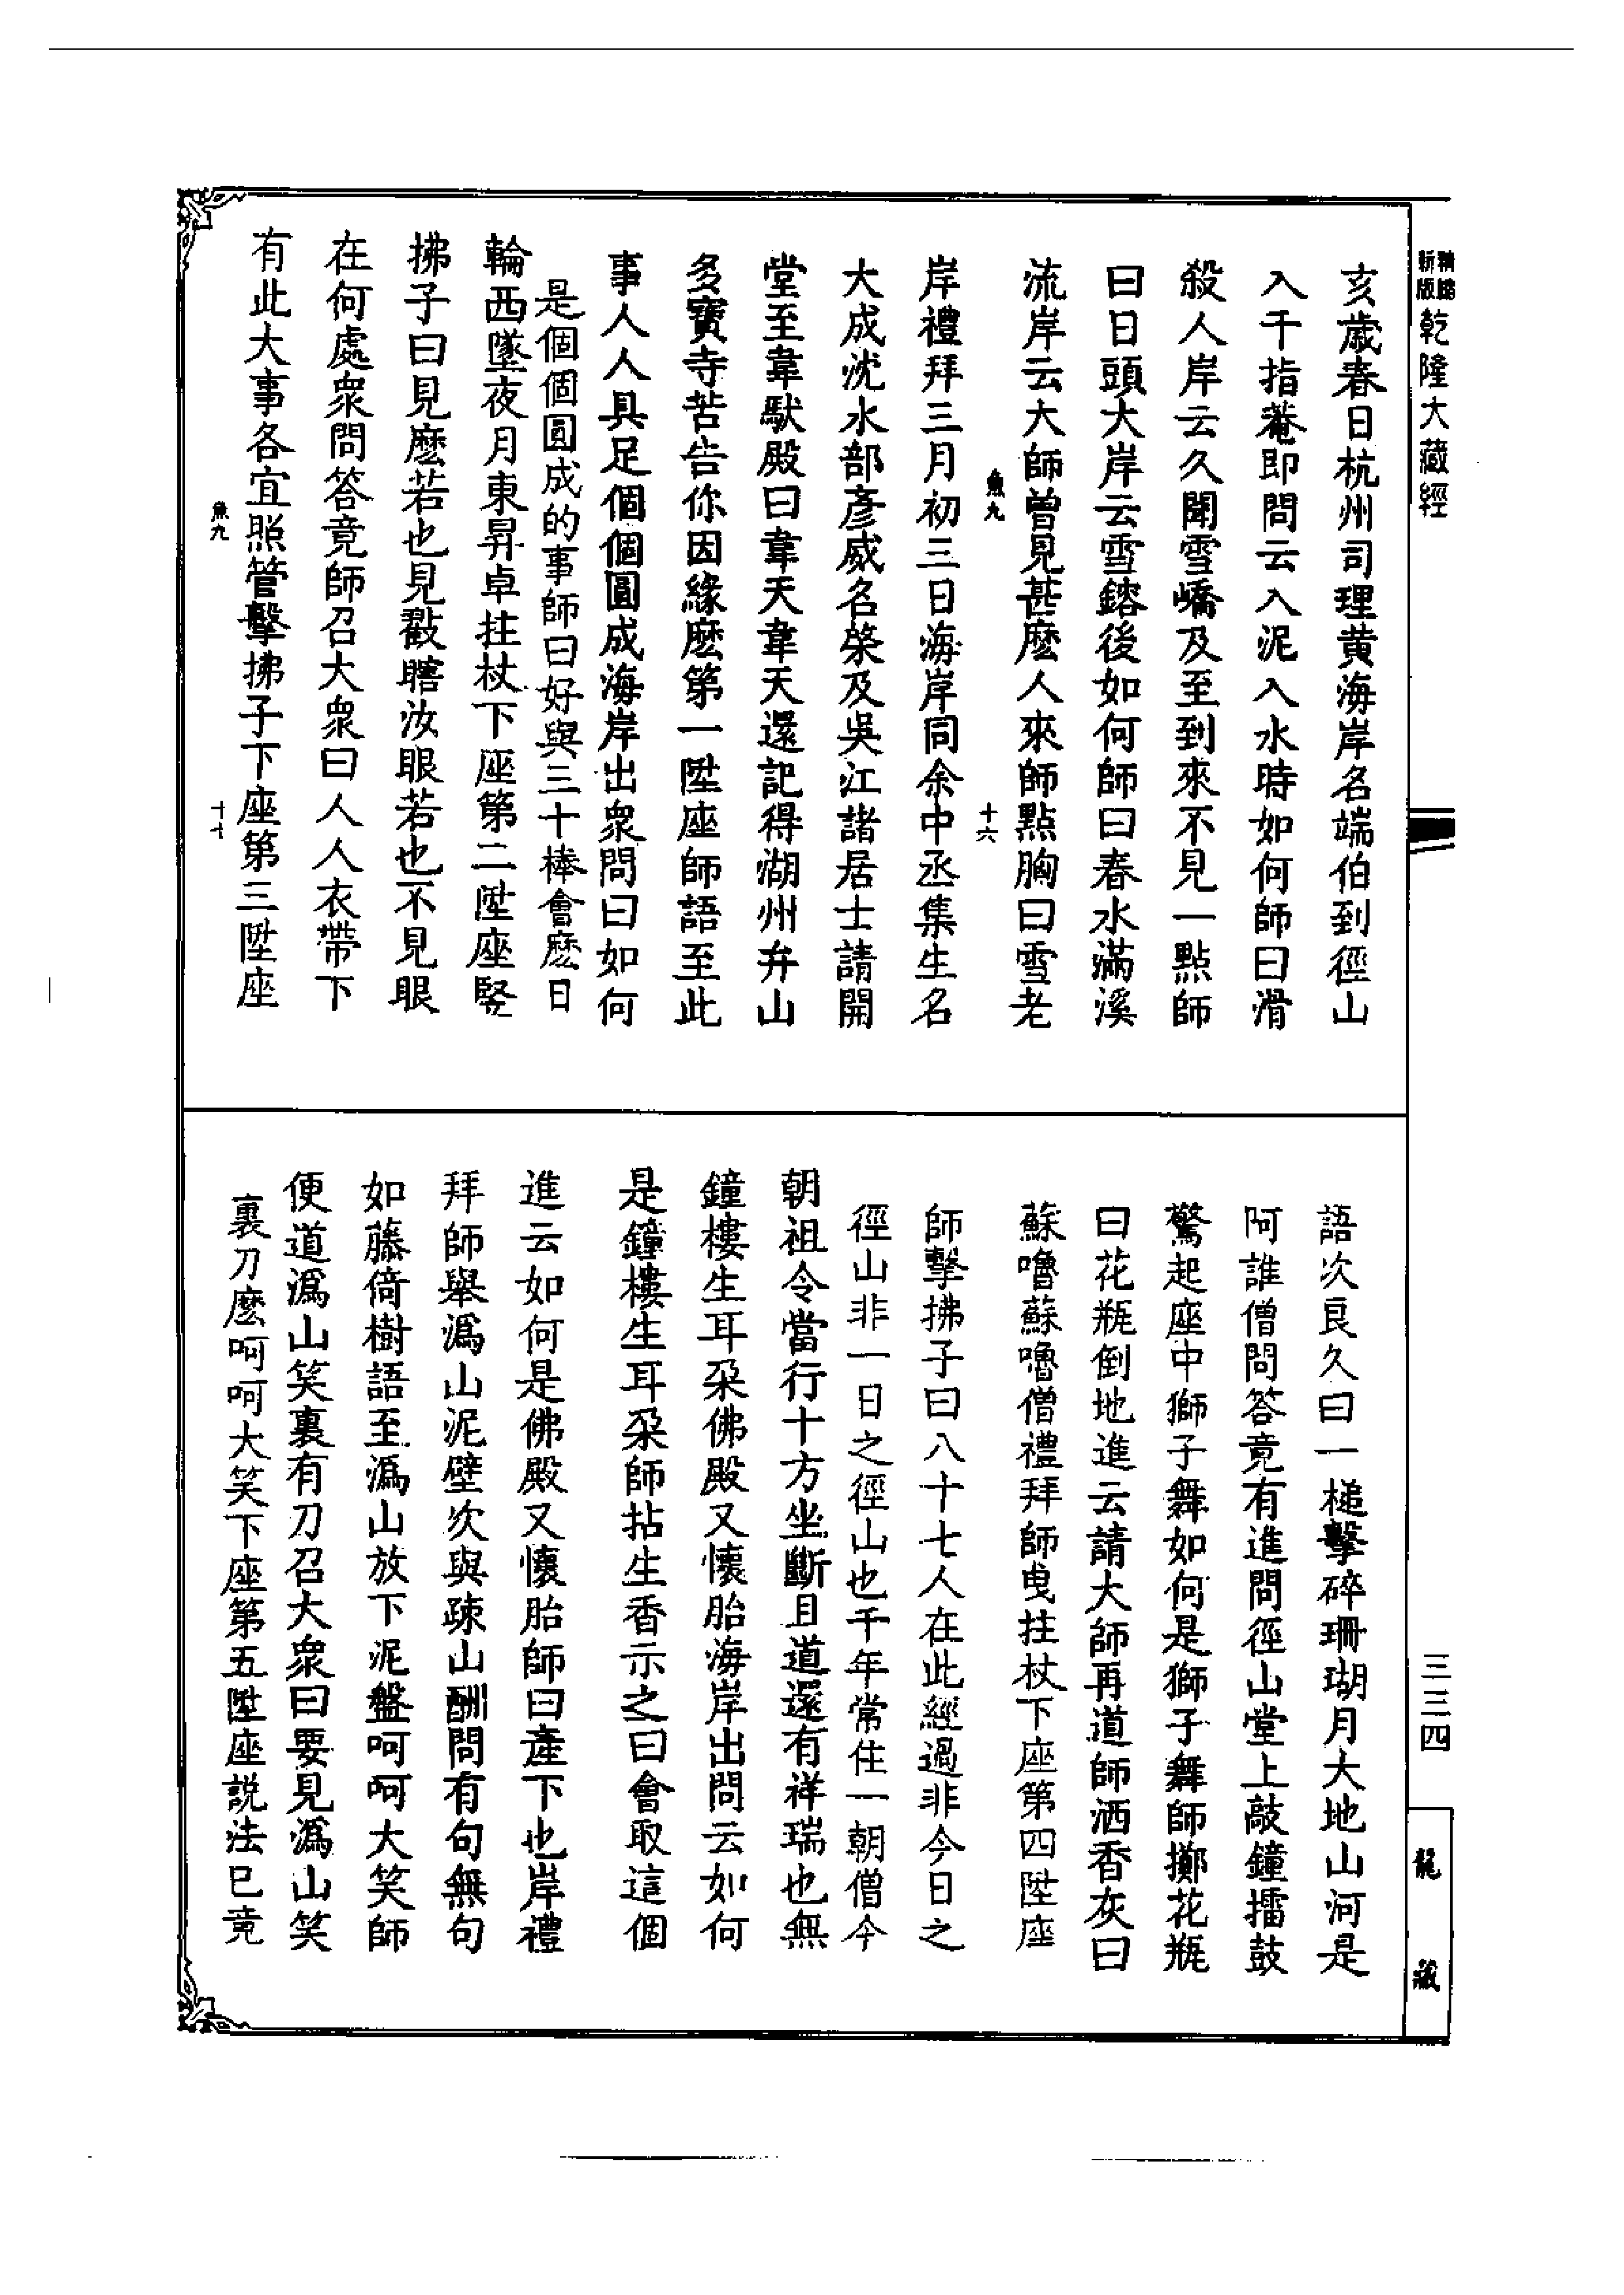 精縮
新版
乾隆大藏經
三三四
龍藏
亥歲春日杭州司理黄海岸名端伯到徑山
入千指菴即問云入泥入水時如何師曰滑
殺人岸云久聞雪嶠及至到來不見一點師
曰日頭大岸云雪鎔後如何師曰春水滿溪
流岸云大師曾見甚麽人來師點胸曰雪老
魚九
十六
岸禮拜三月初三日海岸同余中丞集生名
大成沈水部彥威名棨及吳江諸居士請開
堂至韋馱殿曰韋天韋天還記得湖州弁山
多寶寺苦告你因緣麽第一陞座師語至此
事人人具足個個圓成海岸出衆問曰如何
是個個圓成的事師曰好與三十棒會麽日
輪西墜夜月東昇卓拄杖下座第二陞座竪
拂子曰見麽若也見戳瞎汝眼若也不見眼
在何處衆問答竟師召大衆曰人人衣帶下
有此大事各宜照管擊拂子下座第三陞座
魚九
十七
語次良久曰一槌擊碎珊瑚月大地山河是
阿誰僧問答竟有進問徑山堂上敲鐘擂鼓
驚起座中獅子舞如何是獅子舞師擲花瓶
曰花瓶倒地進云請大師再道師洒香灰曰
蘇嚕蘇嚕僧禮拜師曳拄杖下座第四陞座
師擊拂子曰八十七人在此經過非今日之
徑山非一日之徑山也千年常住一朝僧今
朝祖令當行十方坐斷且道還有祥瑞也無
鐘樓生耳朶佛殿又懷胎海岸出問云如何
是鐘樓生耳朶師拈生香示之曰會取這個
進云如何是佛殿又懷胎師曰產下也岸禮
拜師舉溈山泥壁次與疎山酬問有句無句
如藤倚樹語至溈山放下泥盤呵呵大笑師
便道溈山笑裏有刀召大衆曰要見溈山笑
裏刀麽呵呵大笑下座第五陞座説法已竟